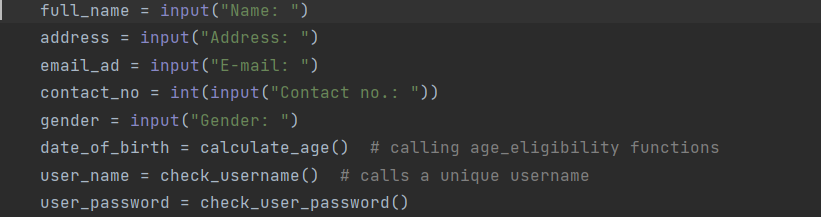 full_name = input("Name: ")
address = input("Address: ")
email_ad = input("E-mail: ")
contact_no = int(input("Contact no.: "))
gender = input("Gender: ")
date_of_birth = calculate_age()  # calling age_eligibility functions
user_name = check_username()  # calls a unique username
user_password = check_user_password()